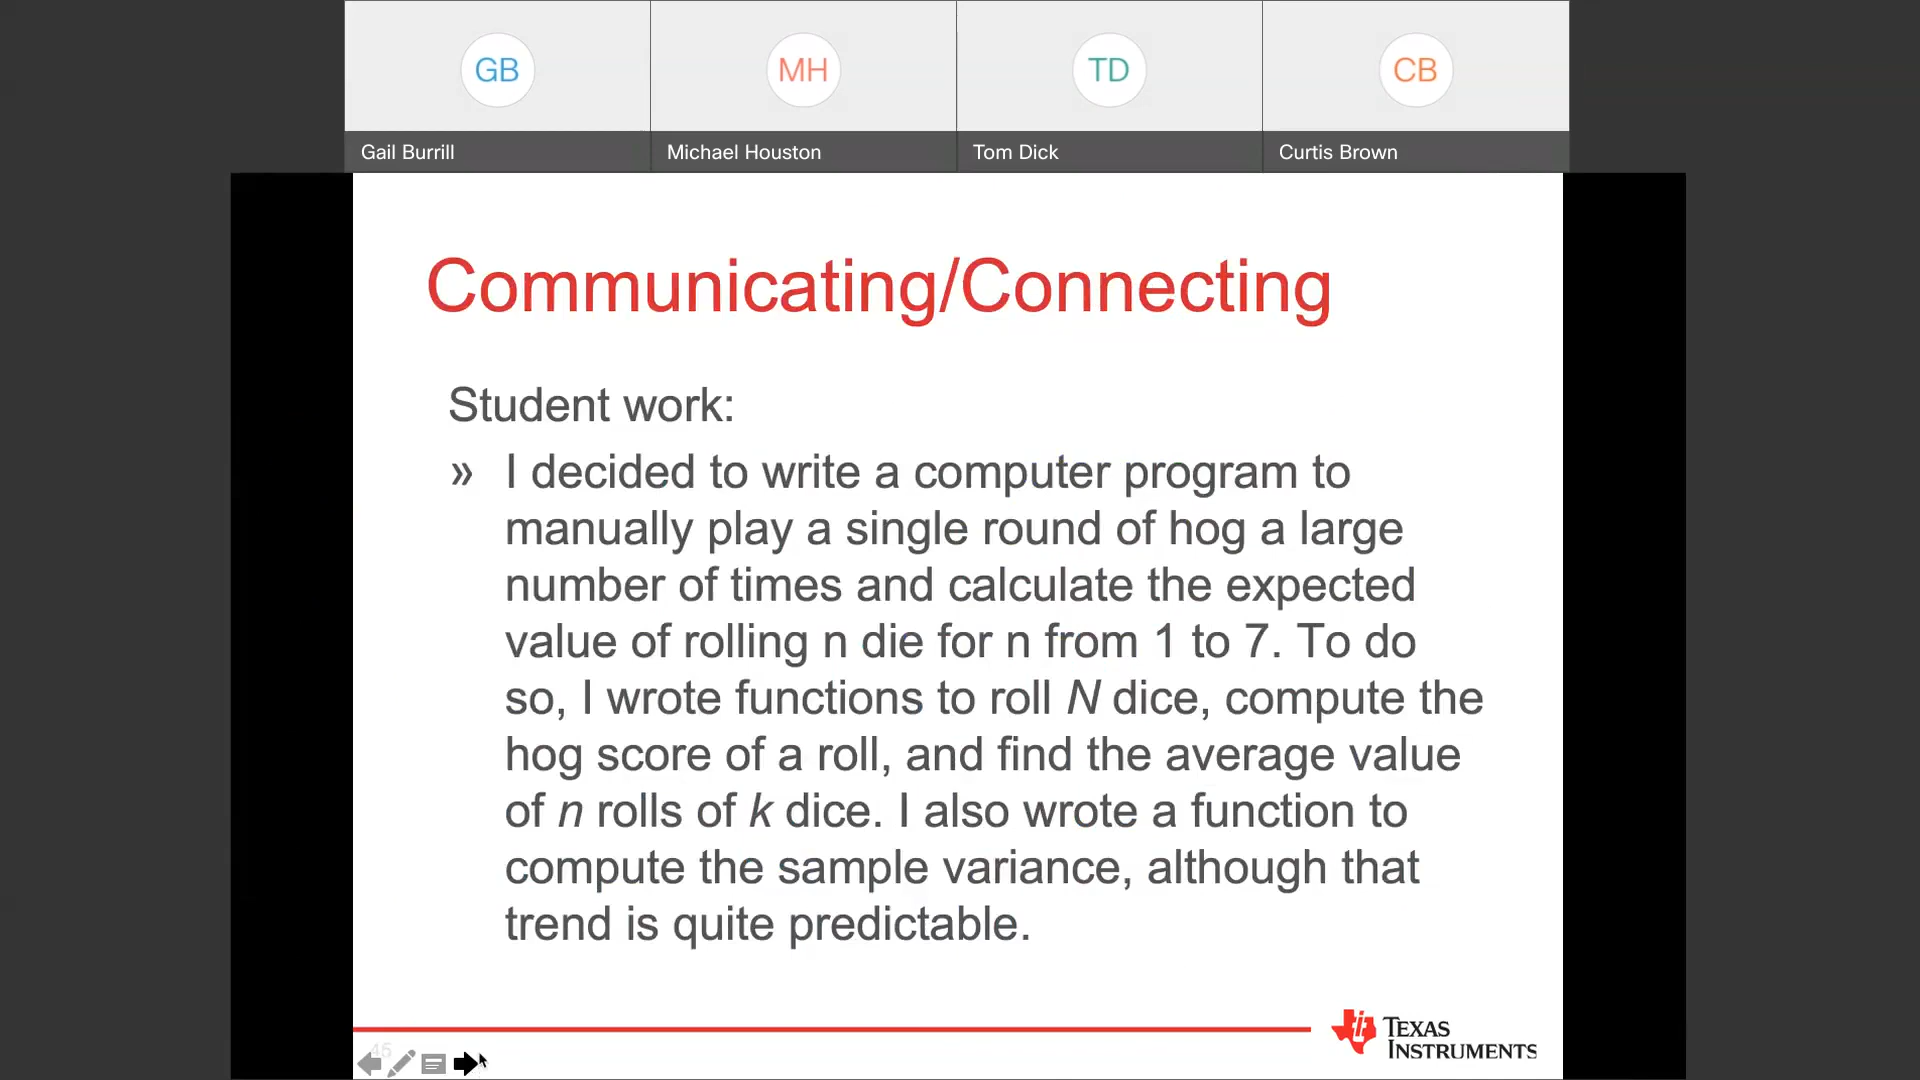 GB
MH
TD
CB
Gail Burrill
Michael Houston
Tom Dick
Curtis Brown
Communicating/Connecting
Student work:
» I decided to write a computer program to
manually play a single round of hog a large
number of times and calculate the expected
value of rolling n die for n from 1 to 7. To do
so, I wrote functions to roll N dice, compute the
hog score of a roll, and find the average value
of n rolls of k dice. I also wrote a function to
compute the sample variance, although that
trend is quite predictable.
45
TEXAS
INSTRUMENTS